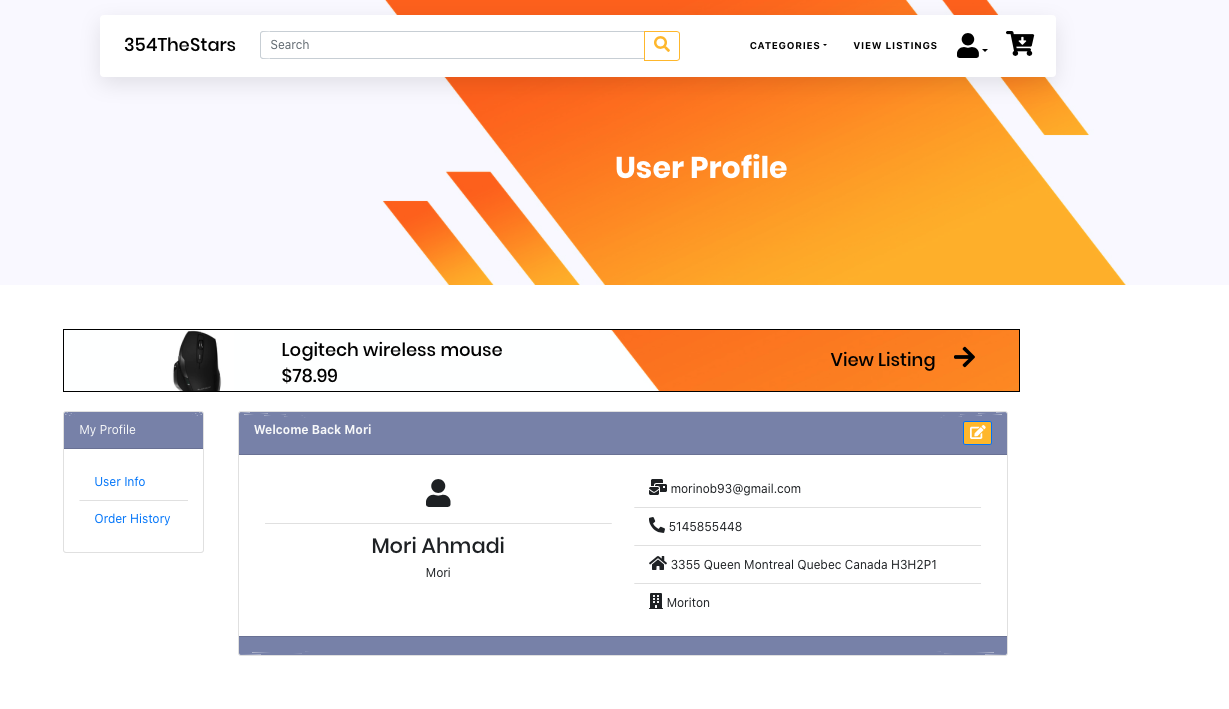 354TheStars
Search
CATEGORIES
VIEW LISTINGS
User Profile
Logitech wireless mouse
$78.99
View Listing
My Profile
User Info
Order History
Welcome Back Mori
Mori Ahmadi
Mori
morinob93@gmail.com
5145855448
3355 Queen Montreal Quebec Canada H3H2P1
Moriton